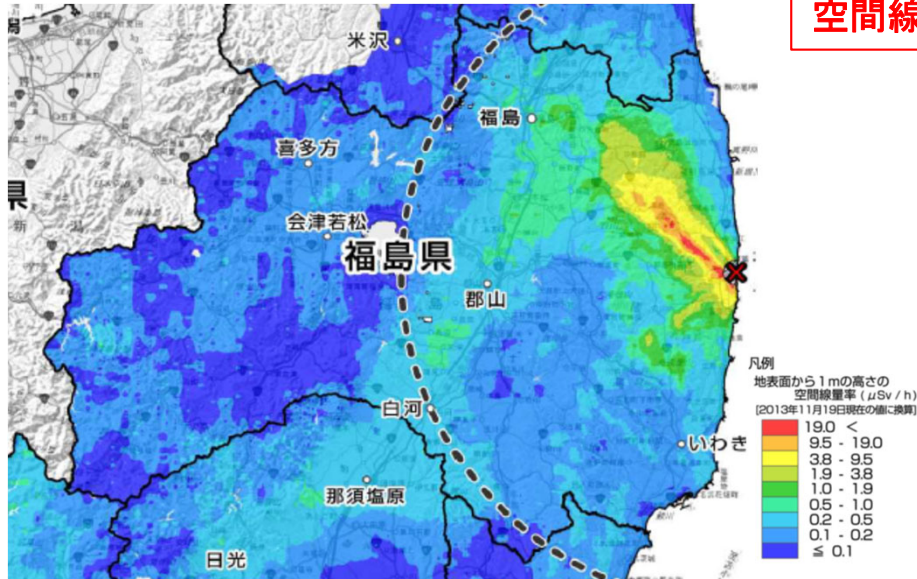 空間線
米沢
福島
喜多方
会津若松
県
新
福島県
郡山
白河
いわき
那須塩原
日光
凡例
地表面から1mの高さの
空間線量率(μSv/h)
[2013年11月19日現在の値に換算]
19.0 <
9.5 - 19.0
3.8 - 9.5
1.9 - 3.8
1.0 - 1.9
0.5 - 1.0
0.2 - 0.5
0.1 - 0.2
≦ 0.1